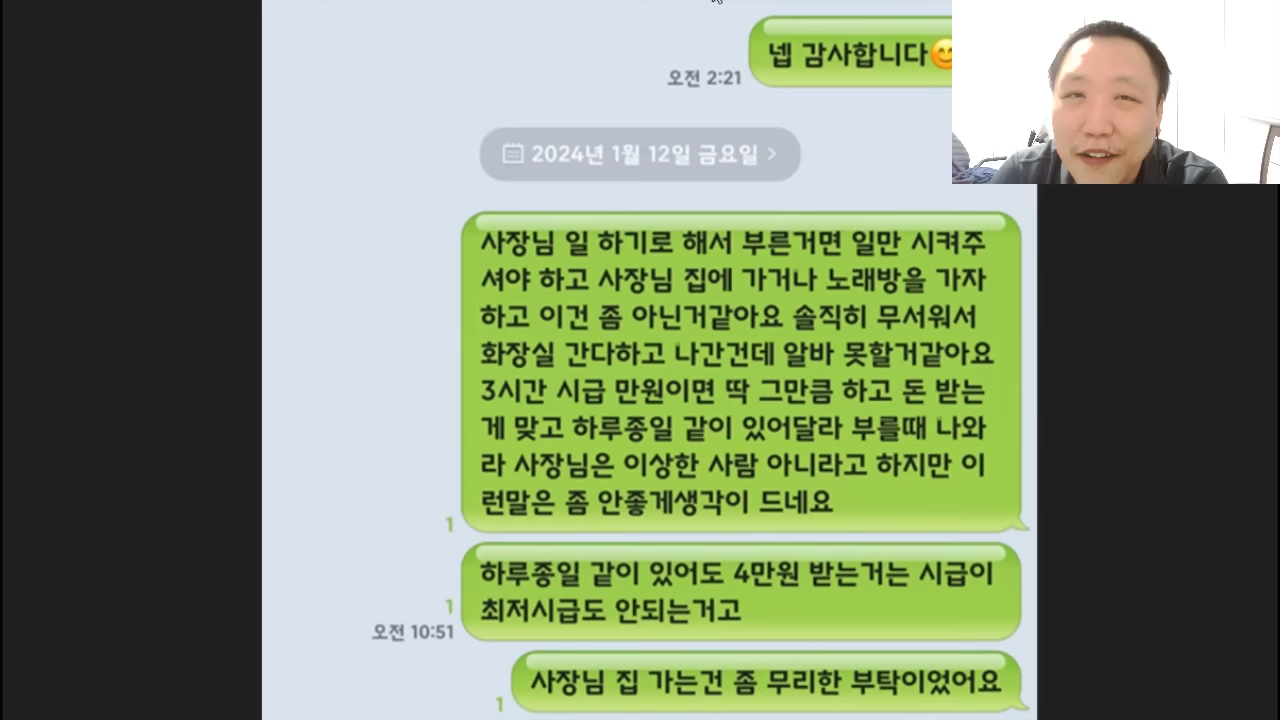 넵 감사합니다😊
오전 2:21
2024년 1월 12일 금요일 >
사장님 일 하기로 해서 부른거면 일만 시켜주
셔야 하고 사장님 집에 가거나 노래방을 가자
하고 이건 좀 아닌거같아요 솔직히 무서워서
화장실 간다하고 나간건데 알바 못할거같아요
3시간 시급 만원이면 딱 그만큼 하고 돈 받는
게 맞고 하루종일 같이 있어달라 부를때 나와
라 사장님은 이상한 사람 아니라고 하지만 이
런말은 좀 안좋게생각이 드네요
1
하루종일 같이 있어도 4만원 받는거는 시급이
최저시급도 안되는거고
1
오전 10:51
사장님 집 가는건 좀 무리한 부탁이었어요
1